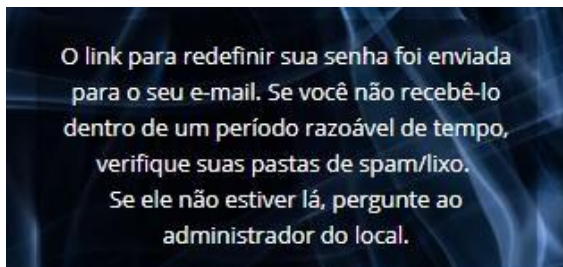 O link para redefinir sua senha foi enviada
para o seu e-mail. Se você não recebê-lo
dentro de um período razoável de tempo,
verifique suas pastas de spam/lixo.
Se ele não estiver lá, pergunte ao
administrador do local.